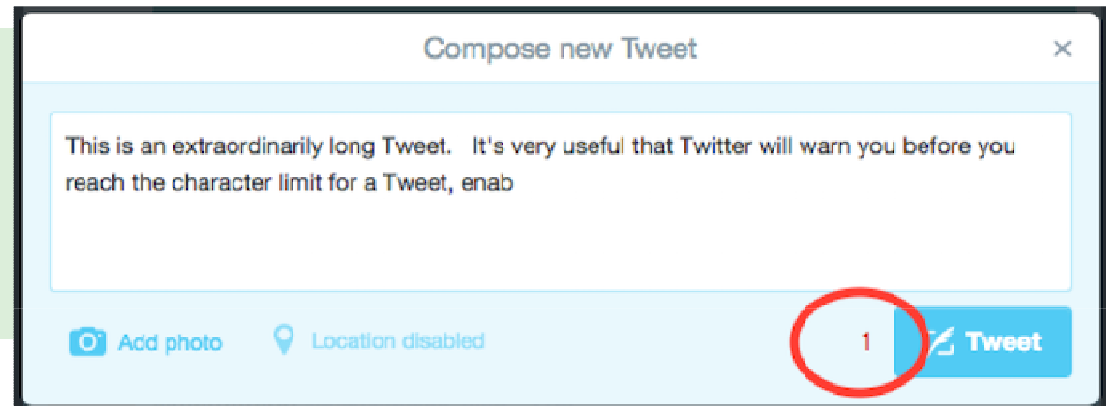 Compose new Tweet
This is an extraordinarily long Tweet.   It's very useful that Twitter will warn you before you
reach the character limit for a Tweet, enab
Add photo
Location disabled
1
Tweet